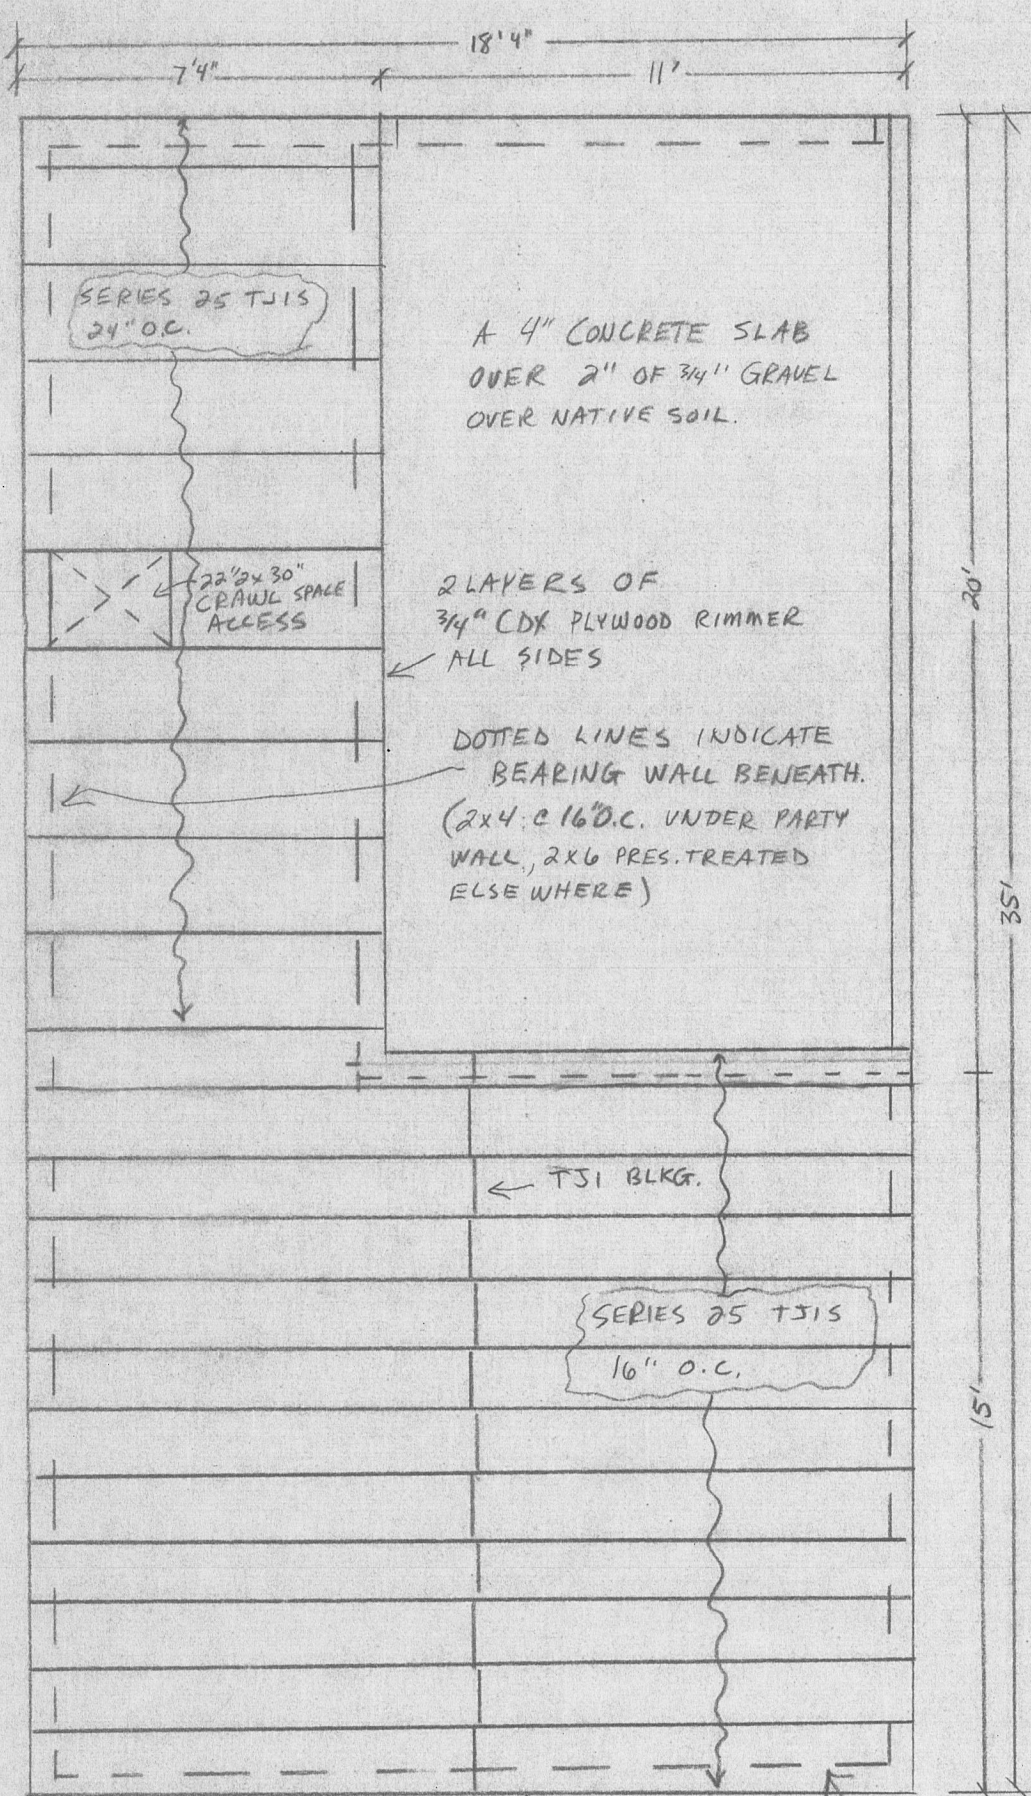 18'4"
7'4"
11'
SERIES 25 TJIS
24" O.C.
A 4" CONCRETE SLAB
OVER 2" OF 3/4" GRAVEL
OVER NATIVE SOIL.
22"2x30"
CRAWL SPACE
ACCESS
2 LAYERS OF
3/4" CDX PLYWOOD RIMMER
ALL SIDES
20'
DOTTED LINES INDICATE
BEARING WALL BENEATH.
(2x4 @ 16"O.C. UNDER PARTY
WALL, 2x6 PRES. TREATED
ELSEWHERE)
35'
TJI BLKG.
SERIES 25 TJIS
16" O.C.
15'